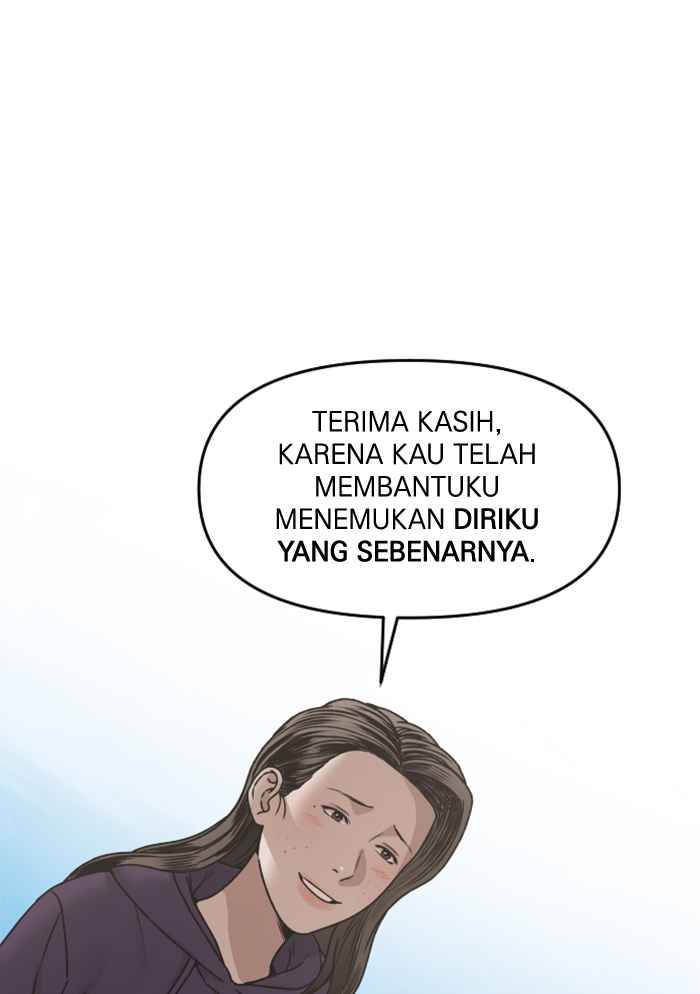 TERIMA KASIH,
KARENA KAU TELAH
MEMBANTUKU
MENEMUKAN DIRIKU
YANG SEBENARNYA.